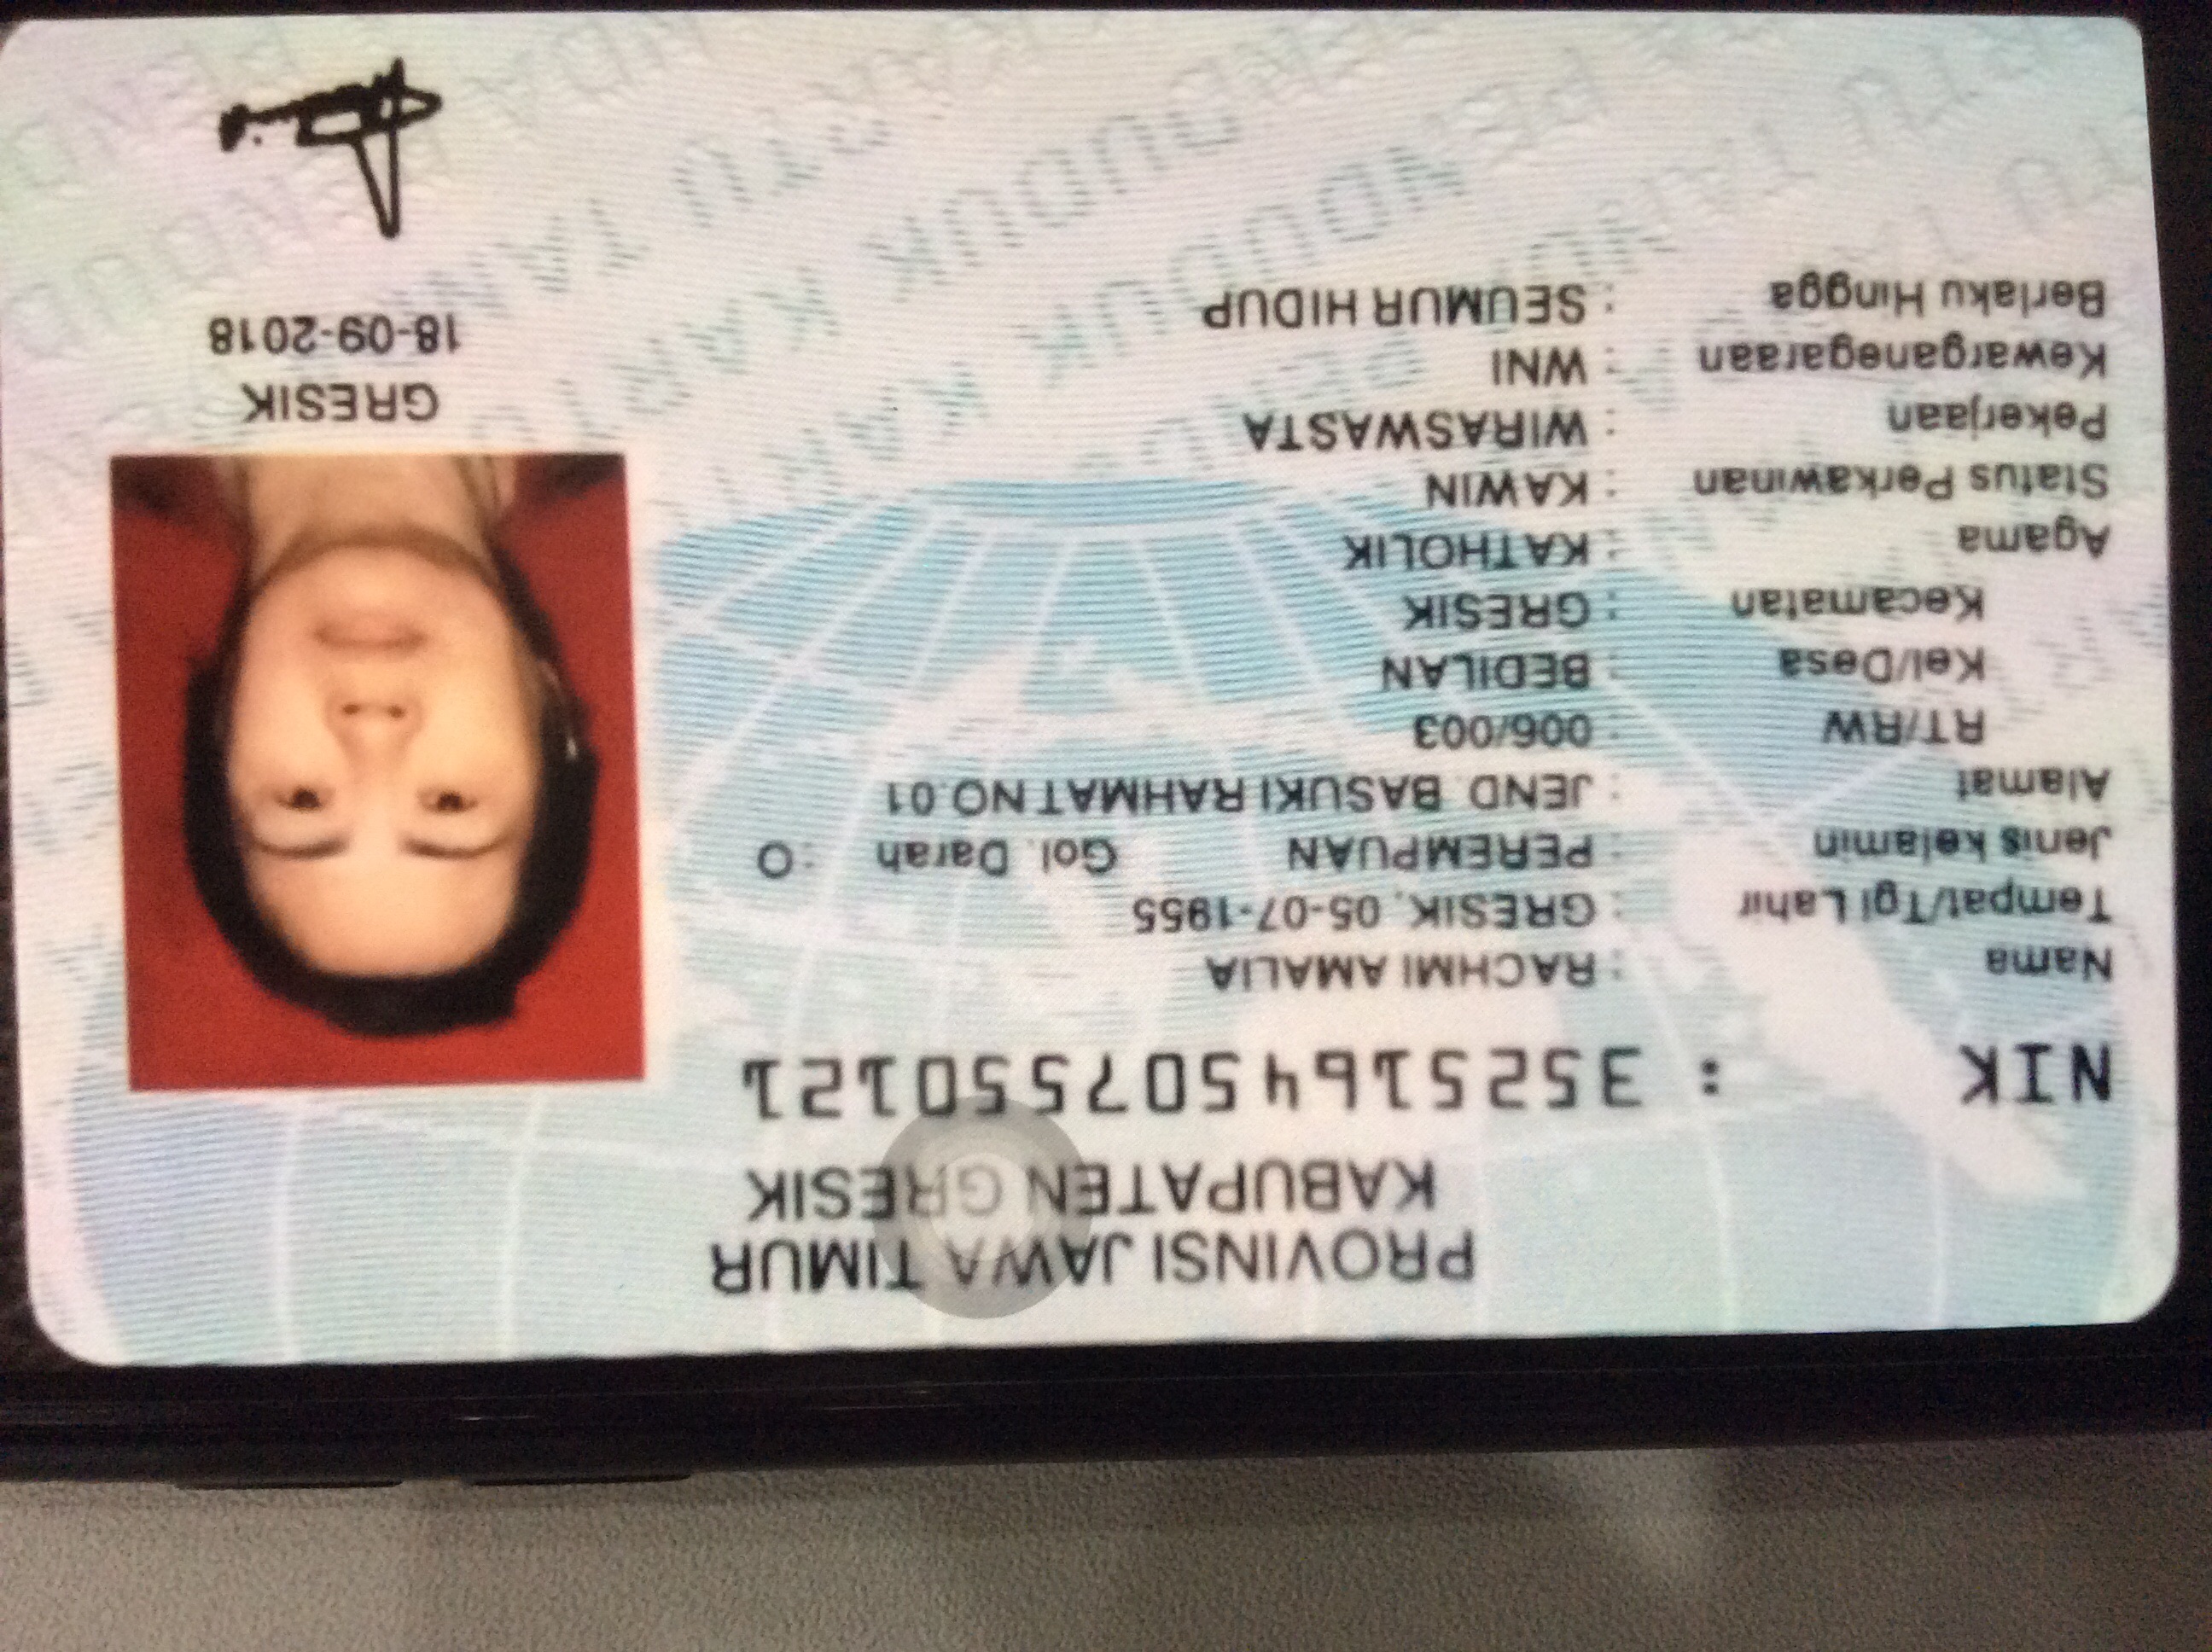 PROVINSI JAWA TIMUR
KABUPATEN GRESIK
NIK : 3525164507550121
Nama : RACHMI AMALIA
Tempat/Tgl Lahir : GRESIK, 05-07-1955
Jenis kelamin : PEREMPUAN Gol. Darah : O
Alamat : JEND. BASUKI RAHMAT NO.01
RT/RW : 006/003
Kel/Desa : BEDILAN
Kecamatan : GRESIK
Agama : KATHOLIK
Status Perkawinan : KAWIN
Pekerjaan : WIRASWASTA
Kewarganegaraan : WNI
Berlaku Hingga : SEUMUR HIDUP
GRESIK
18-09-2018